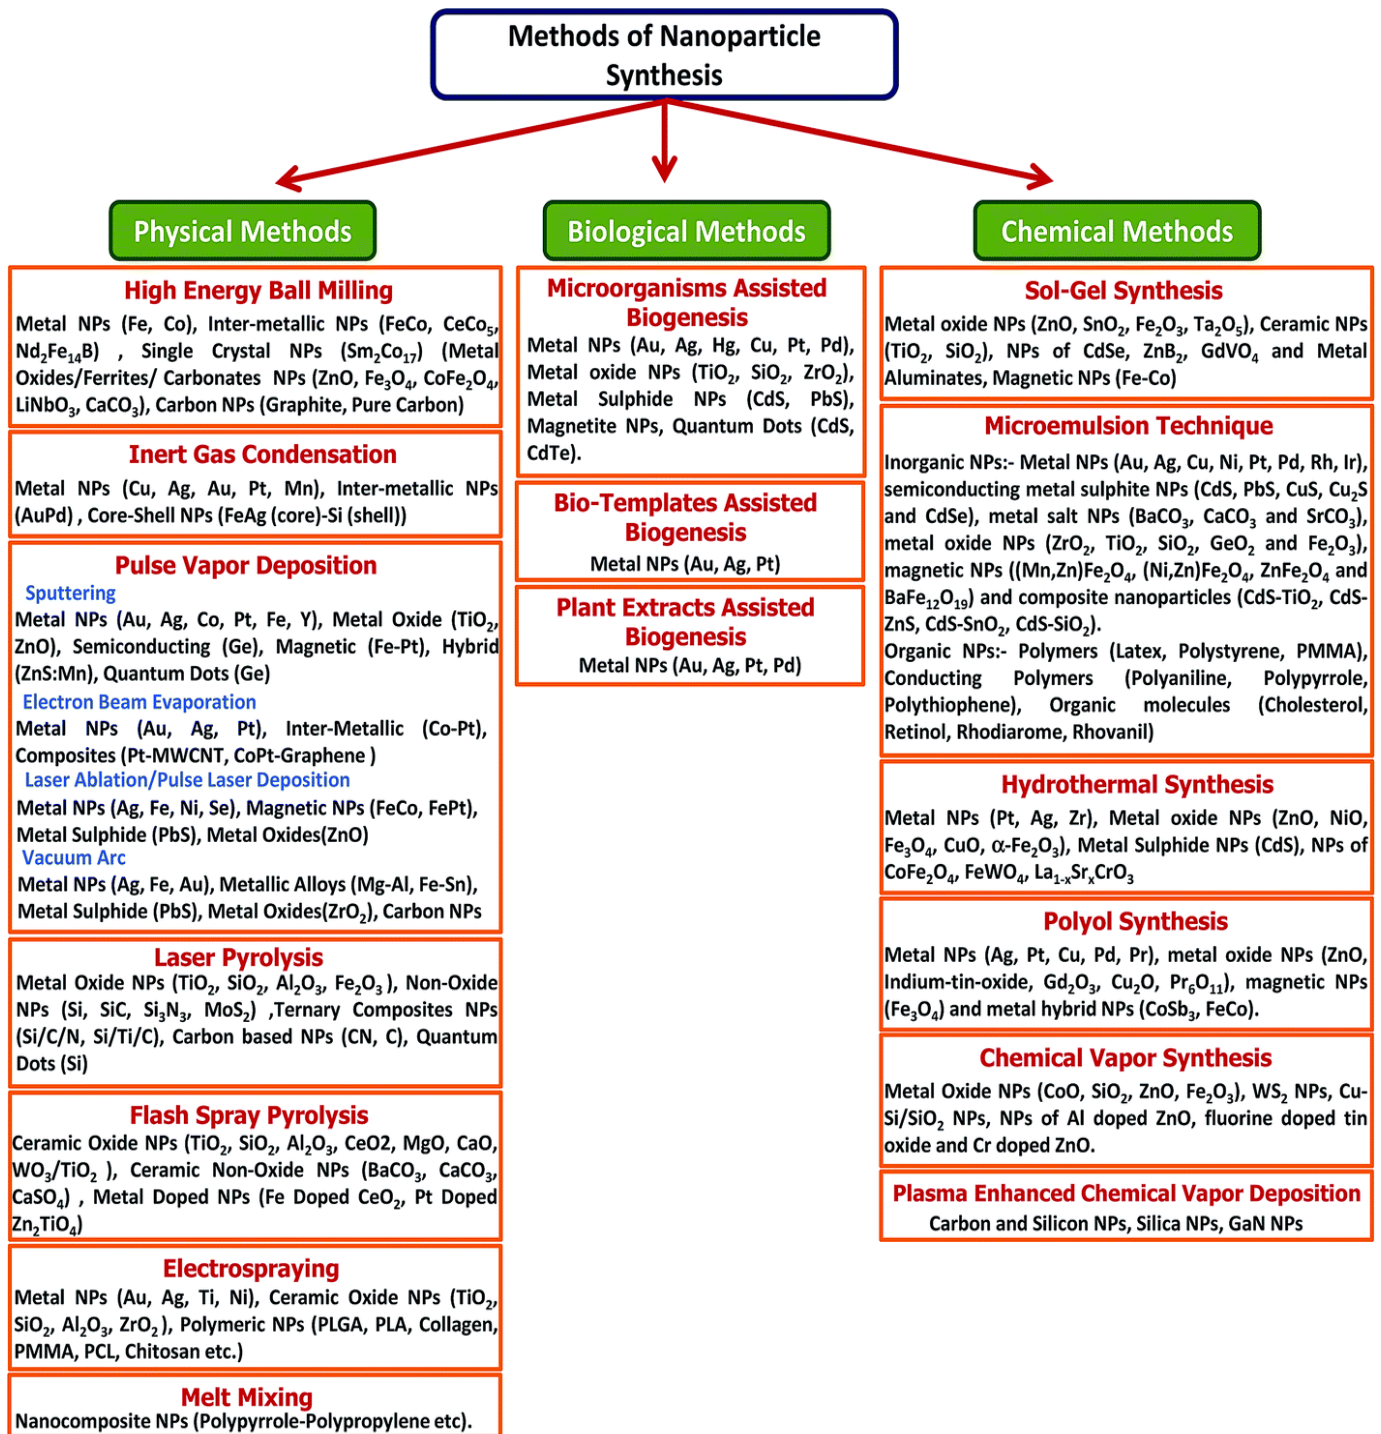 Methods of Nanoparticle
Synthesis
Physical Methods
High Energy Ball Milling
Metal NPs (Fe, Co), Inter-metallic NPs (FeCo, CeCo₅,
Nd₂Fe₁₄B) , Single Crystal NPs (Sm₂Co₁₇) (Metal
Oxides/Ferrites/ Carbonates NPs (ZnO, Fe₃O₄, CoFe₂O₄,
LiNbO₃, CaCO₃), Carbon NPs (Graphite, Pure Carbon)
Inert Gas Condensation
Metal NPs (Cu, Ag, Au, Pt, Mn), Inter-metallic NPs
(AuPd) , Core-Shell NPs (FeAg (core)-Si (shell))
Pulse Vapor Deposition
Sputtering
Metal NPs (Au, Ag, Co, Pt, Fe, Y), Metal Oxide (TiO₂,
ZnO), Semiconducting (Ge), Magnetic (Fe-Pt), Hybrid
(ZnS:Mn), Quantum Dots (Ge)
Electron Beam Evaporation
Metal NPs (Au, Ag, Pt), Inter-Metallic (Co-Pt),
Composites (Pt-MWCNT, CoPt-Graphene )
Laser Ablation/Pulse Laser Deposition
Metal NPs (Ag, Fe, Ni, Se), Magnetic NPs (FeCo, FePt),
Metal Sulphide (PbS), Metal Oxides(ZnO)
Vacuum Arc
Metal NPs (Ag, Fe, Au), Metallic Alloys (Mg-Al, Fe-Sn),
Metal Sulphide (PbS), Metal Oxides(ZrO₂), Carbon NPs
Laser Pyrolysis
Metal Oxide NPs (TiO₂, SiO₂, Al₂O₃, Fe₂O₃ ), Non-Oxide
NPs (Si, SiC, Si₃N₃, MoS₂) ,Ternary Composites NPs
(Si/C/N, Si/Ti/C), Carbon based NPs (CN, C), Quantum
Dots (Si)
Flash Spray Pyrolysis
Ceramic Oxide NPs (TiO₂, SiO₂, Al₂O₃, CeO2, MgO, CaO,
WO₃/TiO₂ ), Ceramic Non-Oxide NPs (BaCO₃, CaCO₃,
CaSO₄) , Metal Doped NPs (Fe Doped CeO₂, Pt Doped
Zn₂TiO₄)
Electrospraying
Metal NPs (Au, Ag, Ti, Ni), Ceramic Oxide NPs (TiO₂,
SiO₂, Al₂O₃, ZrO₂ ), Polymeric NPs (PLGA, PLA, Collagen,
PMMA, PCL, Chitosan etc.)
Melt Mixing
Nanocomposite NPs (Polypyrrole-Polypropylene etc).
Biological Methods
Microorganisms Assisted
Biogenesis
Metal NPs (Au, Ag, Hg, Cu, Pt, Pd),
Metal oxide NPs (TiO₂, SiO₂, ZrO₂),
Metal Sulphide NPs (CdS, PbS),
Magnetite NPs, Quantum Dots (CdS,
CdTe).
Bio-Templates Assisted
Biogenesis
Metal NPs (Au, Ag, Pt)
Plant Extracts Assisted
Biogenesis
Metal NPs (Au, Ag, Pt, Pd)
Chemical Methods
Sol-Gel Synthesis
Metal oxide NPs (ZnO, SnO₂, Fe₂O₃, Ta₂O₅), Ceramic NPs
(TiO₂, SiO₂), NPs of CdSe, ZnB₂, GdVO₄ and Metal
Aluminates, Magnetic NPs (Fe-Co)
Microemulsion Technique
Inorganic NPs:- Metal NPs (Au, Ag, Cu, Ni, Pt, Pd, Rh, Ir),
semiconducting metal sulphite NPs (CdS, PbS, CuS, Cu₂S
and CdSe), metal salt NPs (BaCO₃, CaCO₃ and SrCO₃),
metal oxide NPs (ZrO₂, TiO₂, SiO₂, GeO₂ and Fe₂O₃),
magnetic NPs ((Mn,Zn)Fe₂O₄, (Ni,Zn)Fe₂O₄, ZnFe₂O₄ and
BaFe₁₂O₁₉) and composite nanoparticles (CdS-TiO₂, CdS-
ZnS, CdS-SnO₂, CdS-SiO₂).
Organic NPs:- Polymers (Latex, Polystyrene, PMMA),
Conducting Polymers (Polyaniline, Polypyrrole,
Polythiophene), Organic molecules (Cholesterol,
Retinol, Rhodiarome, Rhovanil)
Hydrothermal Synthesis
Metal NPs (Pt, Ag, Zr), Metal oxide NPs (ZnO, NiO,
Fe₃O₄, CuO, α-Fe₂O₃), Metal Sulphide NPs (CdS), NPs of
CoFe₂O₄, FeWO₄, La₁₋ₓSrₓCrO₃
Polyol Synthesis
Metal NPs (Ag, Pt, Cu, Pd, Pr), metal oxide NPs (ZnO,
Indium-tin-oxide, Gd₂O₃, Cu₂O, Pr₆O₁₁), magnetic NPs
(Fe₃O₄) and metal hybrid NPs (CoSb₃, FeCo).
Chemical Vapor Synthesis
Metal Oxide NPs (CoO, SiO₂, ZnO, Fe₂O₃), WS₂ NPs, Cu-
Si/SiO₂ NPs, NPs of Al doped ZnO, fluorine doped tin
oxide and Cr doped ZnO.
Plasma Enhanced Chemical Vapor Deposition
Carbon and Silicon NPs, Silica NPs, GaN NPs